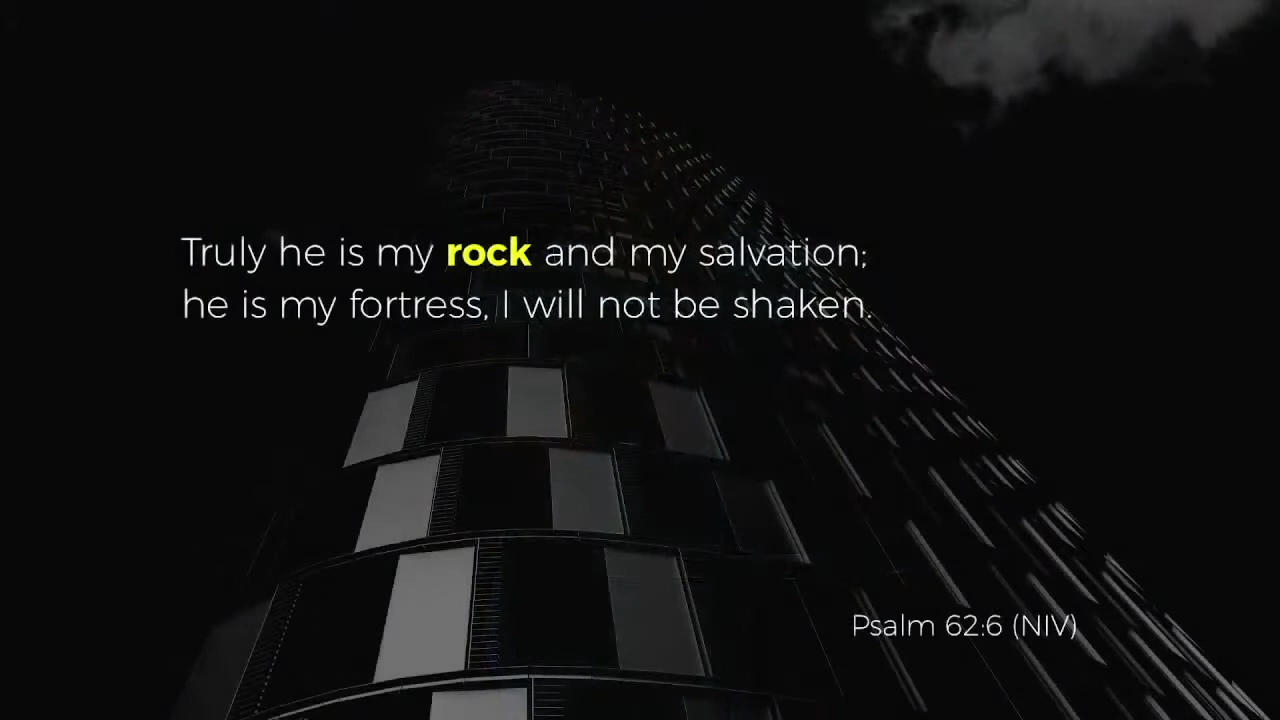 Truly he is my rock and my salvation;
he is my fortress, I will not be shaken.
Psalm 62:6 (NIV)